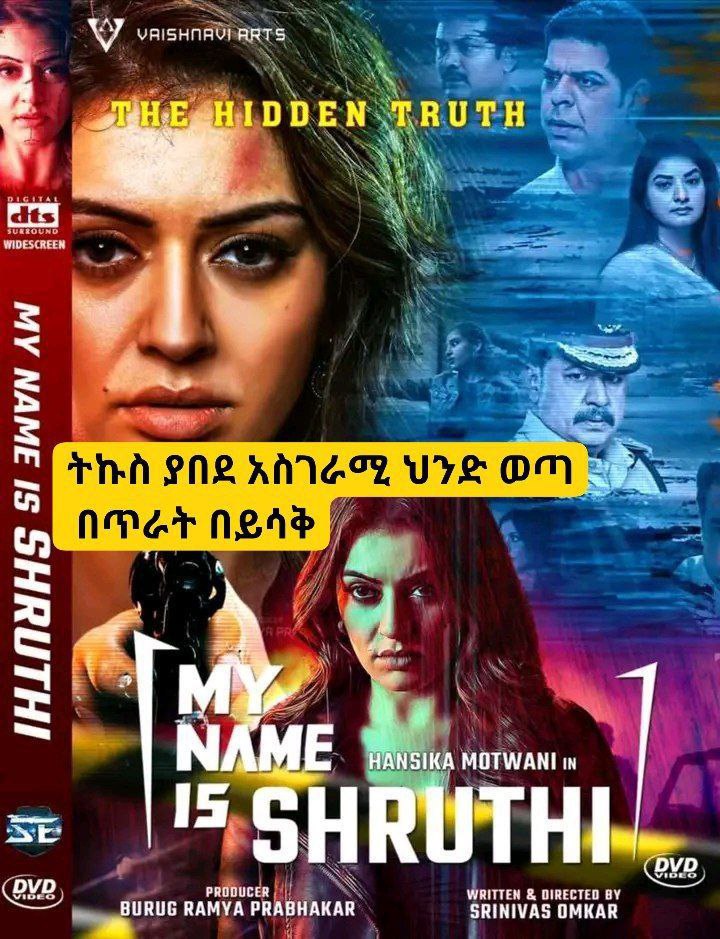 VAISHNAVI ARTS
THE HIDDEN TRUTH
DIGITAL
dts
SURROUND
WIDESCREEN
MY NAME IS SHRUTHI
ትኩስ ያበደ አስገራሚ ህንድ ወጣ
በጥራት በይሳቅ
MY
NAME
HANSIKA MOTWANI IN
IS SHRUTHI
DVD
VIDEO
DVD
VIDEO
PRODUCER
BURUG RAMYA PRABHAKAR
WRITTEN & DIRECTED BY
SRINIVAS OMKAR